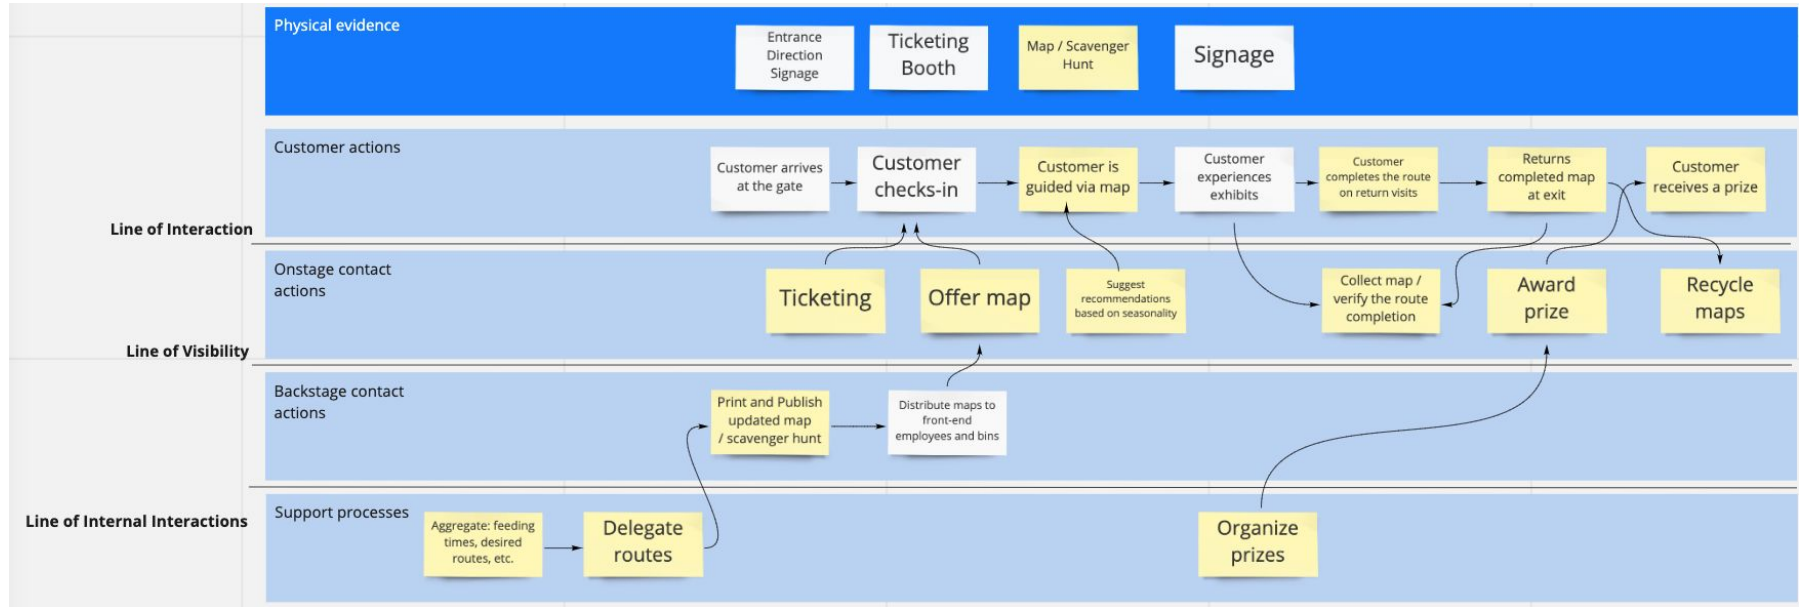 Physical evidence
Entrance
Direction
Signage
Ticketing
Booth
Map / Scavenger
Hunt
Signage
Customer actions
Customer arrives
at the gate
Customer
checks-in
Customer is
guided via map
Customer
experiences
exhibits
Customer
completes the route
on return visits
Returns
completed map
at exit
Customer
receives a prize
Line of Interaction
Onstage contact
actions
Ticketing
Offer map
Suggest
recommendations
based on seasonality
Collect map /
verify the route
completion
Award
prize
Recycle
maps
Line of Visibility
Backstage contact
actions
Print and Publish
updated map
/ scavenger hunt
Distribute maps to
front-end
employees and bins
Line of Internal Interactions
Support processes
Aggregate: feeding
times, desired
routes, etc.
Delegate
routes
Organize
prizes